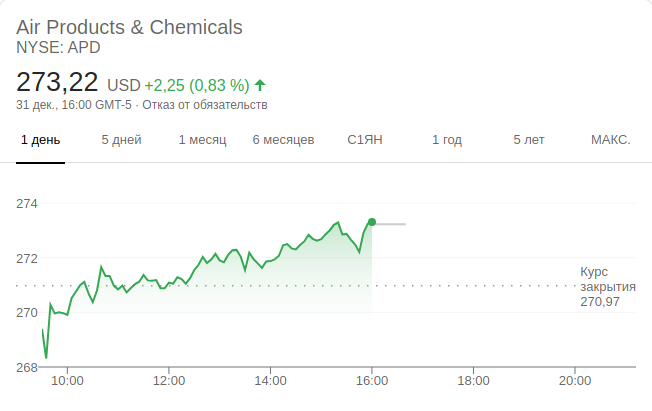 Air Products & Chemicals
NYSE: APD
273,22 USD +2,25 (0,83 %)
31 дек., 16:00 GMT-5 · Отказ от обязательств
1 день 5 дней 1 месяц 6 месяцев С1ЯН 1 год 5 лет МАКС.
274
272
Курс
закрытия
270,97
270
268
10:00 12:00 14:00 16:00 18:00 20:00